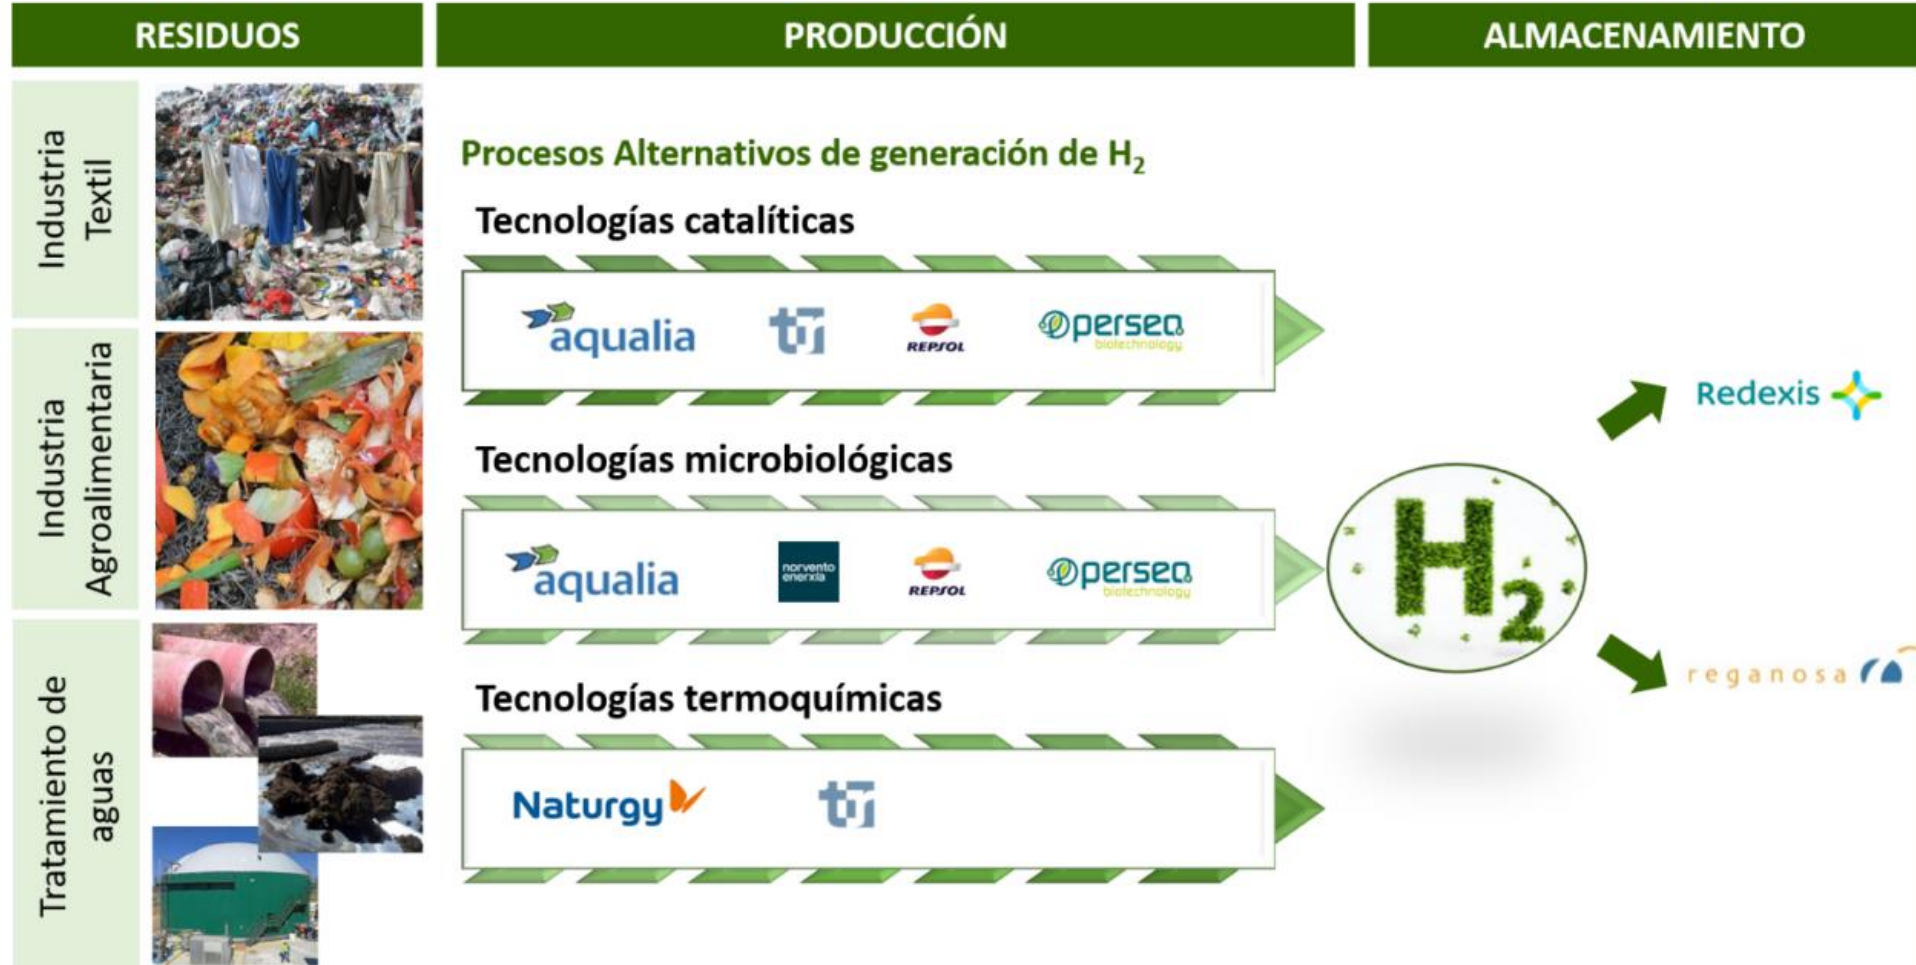 RESIDUOS
PRODUCCIÓN
ALMACENAMIENTO
Industria
Textil
Industria
Agroalimentaria
Tratamiento de
aguas
Procesos Alternativos de generación de H₂
Tecnologías catalíticas
aqualia
REPSOL
perseo
biotechnology
Tecnologías microbiológicas
aqualia
norvento
enerxía
REPSOL
perseo
biotechnology
Tecnologías termoquímicas
Naturgy
H₂
Redexis
reganosa